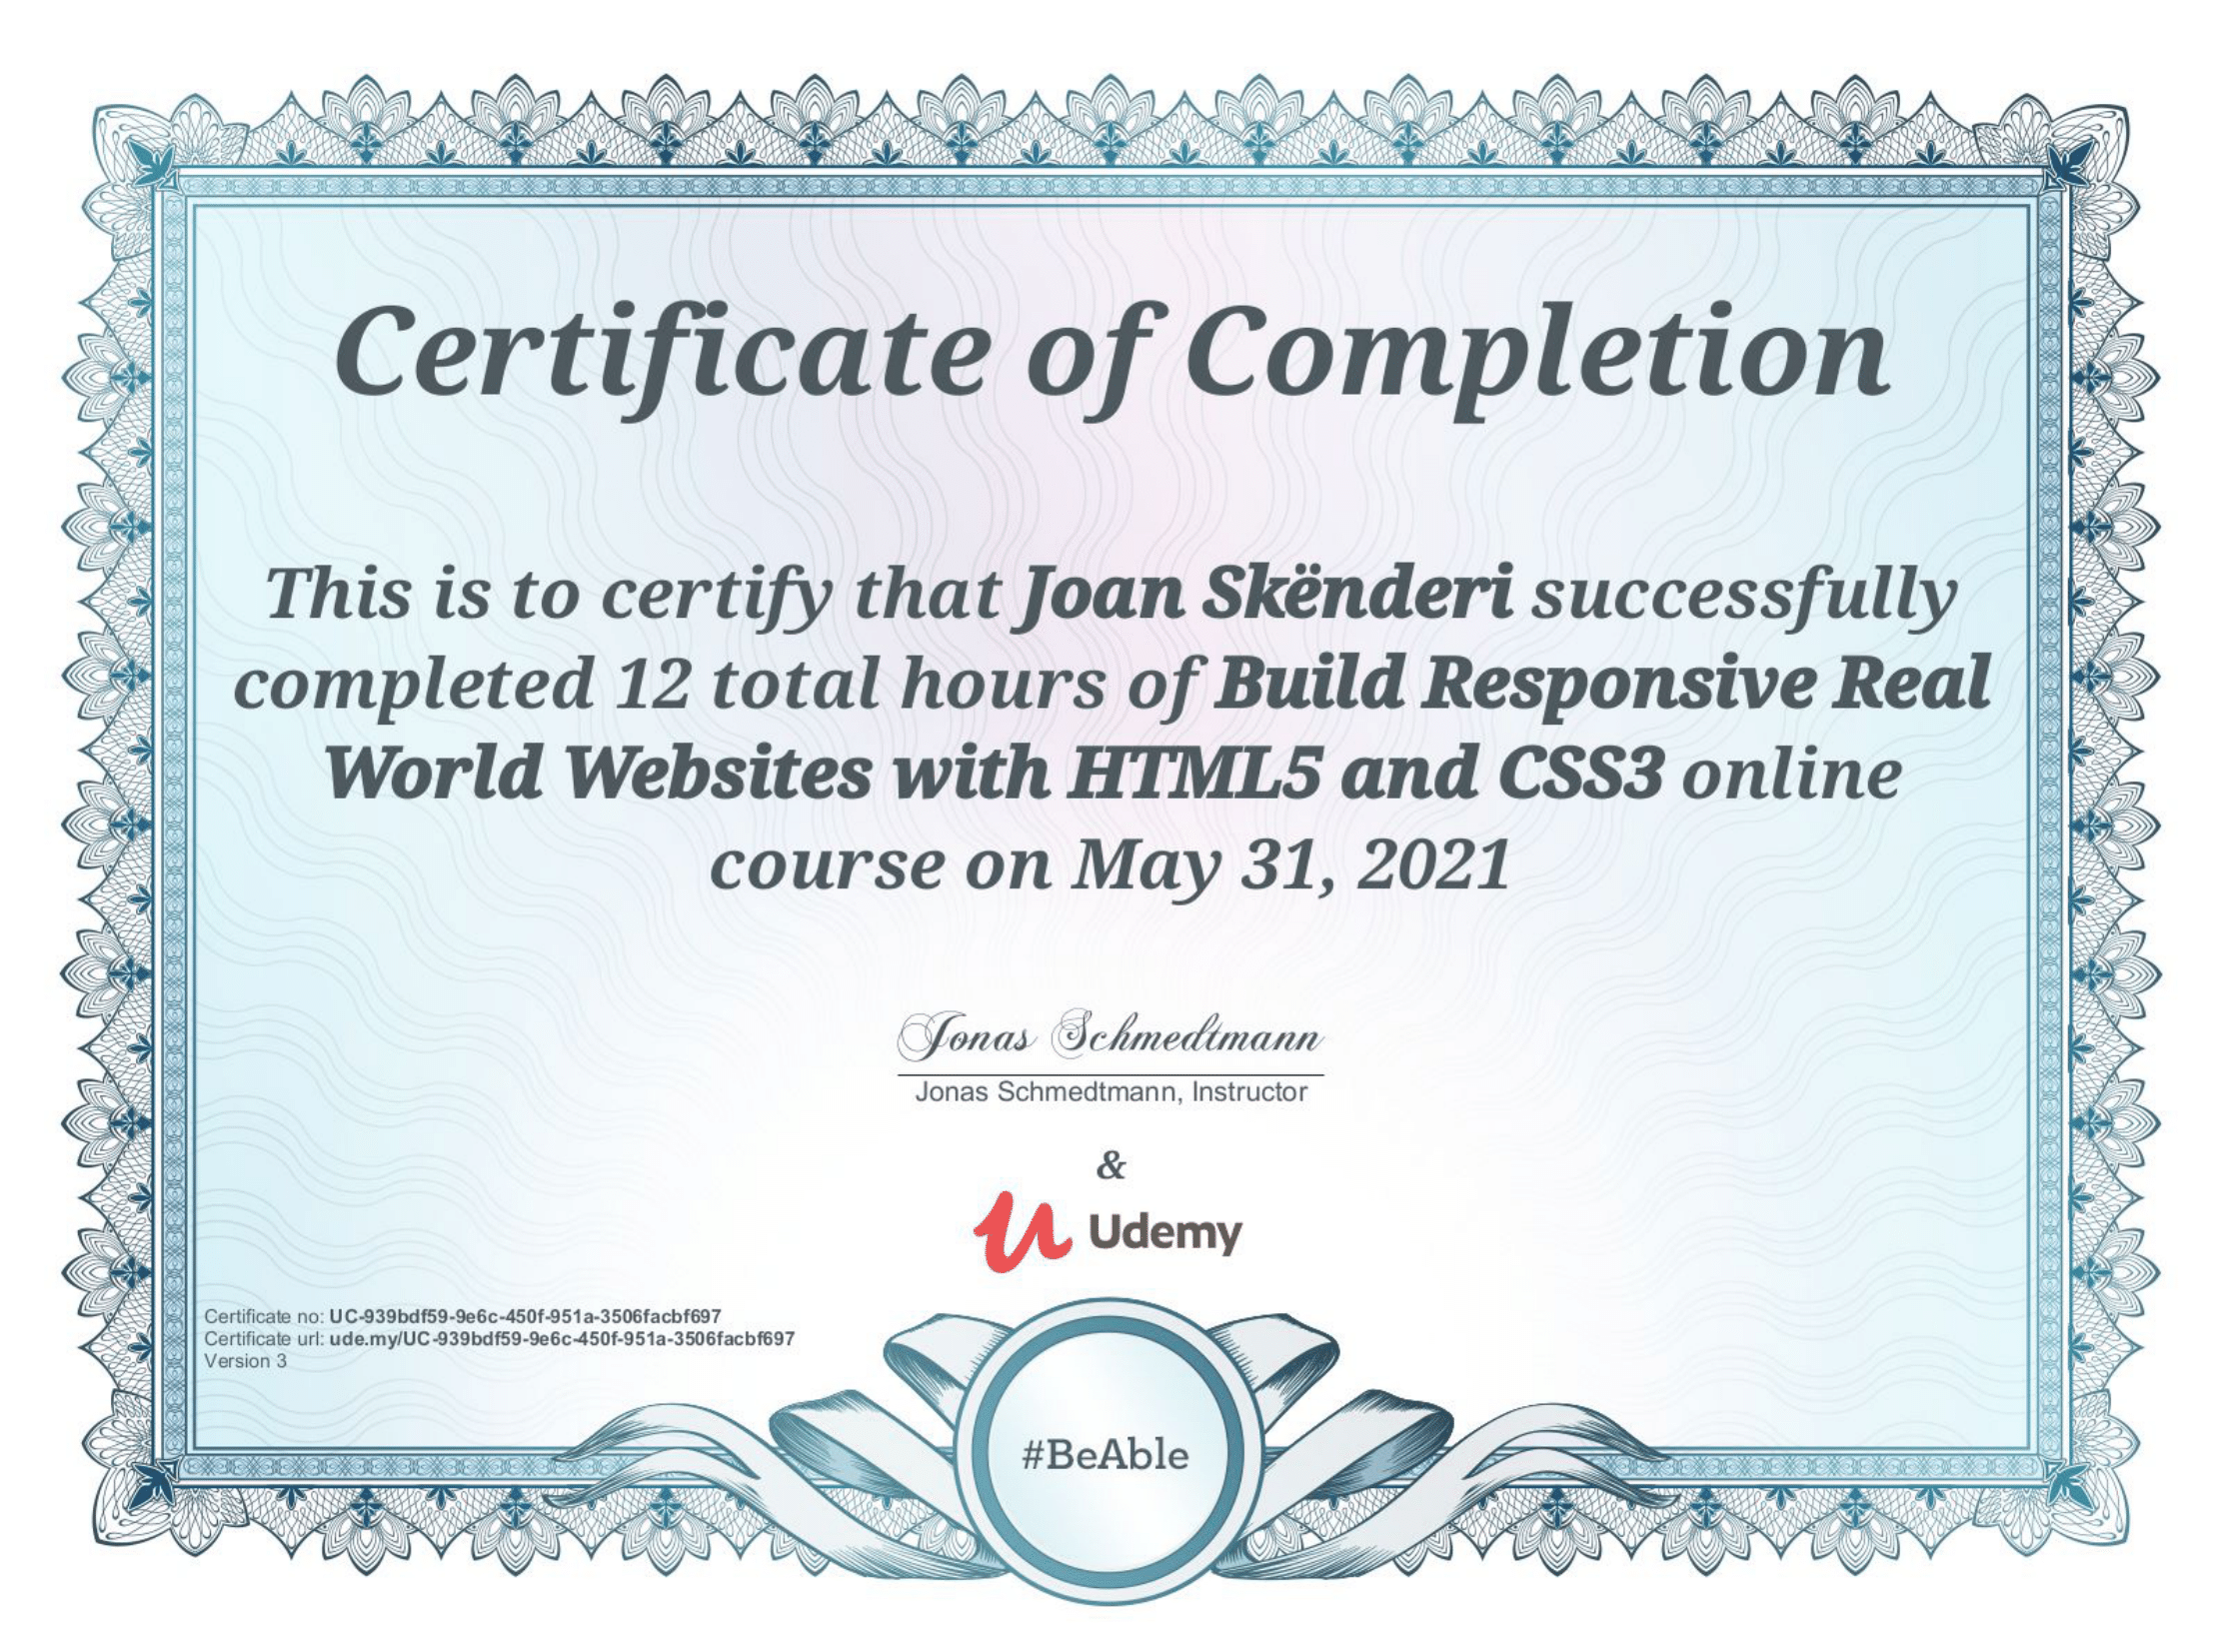 Certificate of Completion
This is to certify that Joan Skënderi successfully
completed 12 total hours of Build Responsive Real
World Websites with HTML5 and CSS3 online
course on May 31, 2021
Jonas Schmedtmann
Jonas Schmedtmann, Instructor
&
Udemy
Certificate no: UC-939bdf59-9e6c-450f-951a-3506facbf697
Certificate url: ude.my/UC-939bdf59-9e6c-450f-951a-3506facbf697
Version 3
#BeAble